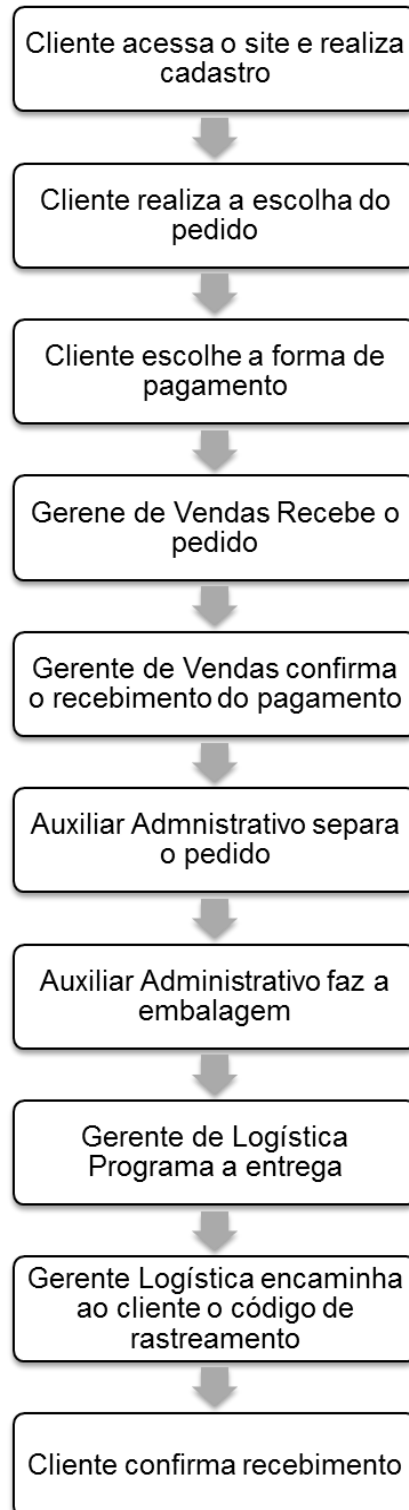 Cliente acessa o site e realiza
cadastro
Cliente realiza a escolha do
pedido
Cliente escolhe a forma de
pagamento
Gerene de Vendas Recebe o
pedido
Gerente de Vendas confirma
o recebimento do pagamento
Auxiliar Admnistrativo separa
o pedido
Auxiliar Administrativo faz a
embalagem
Gerente de Logística
Programa a entrega
Gerente Logística encaminha
ao cliente o código de
rastreamento
Cliente confirma recebimento